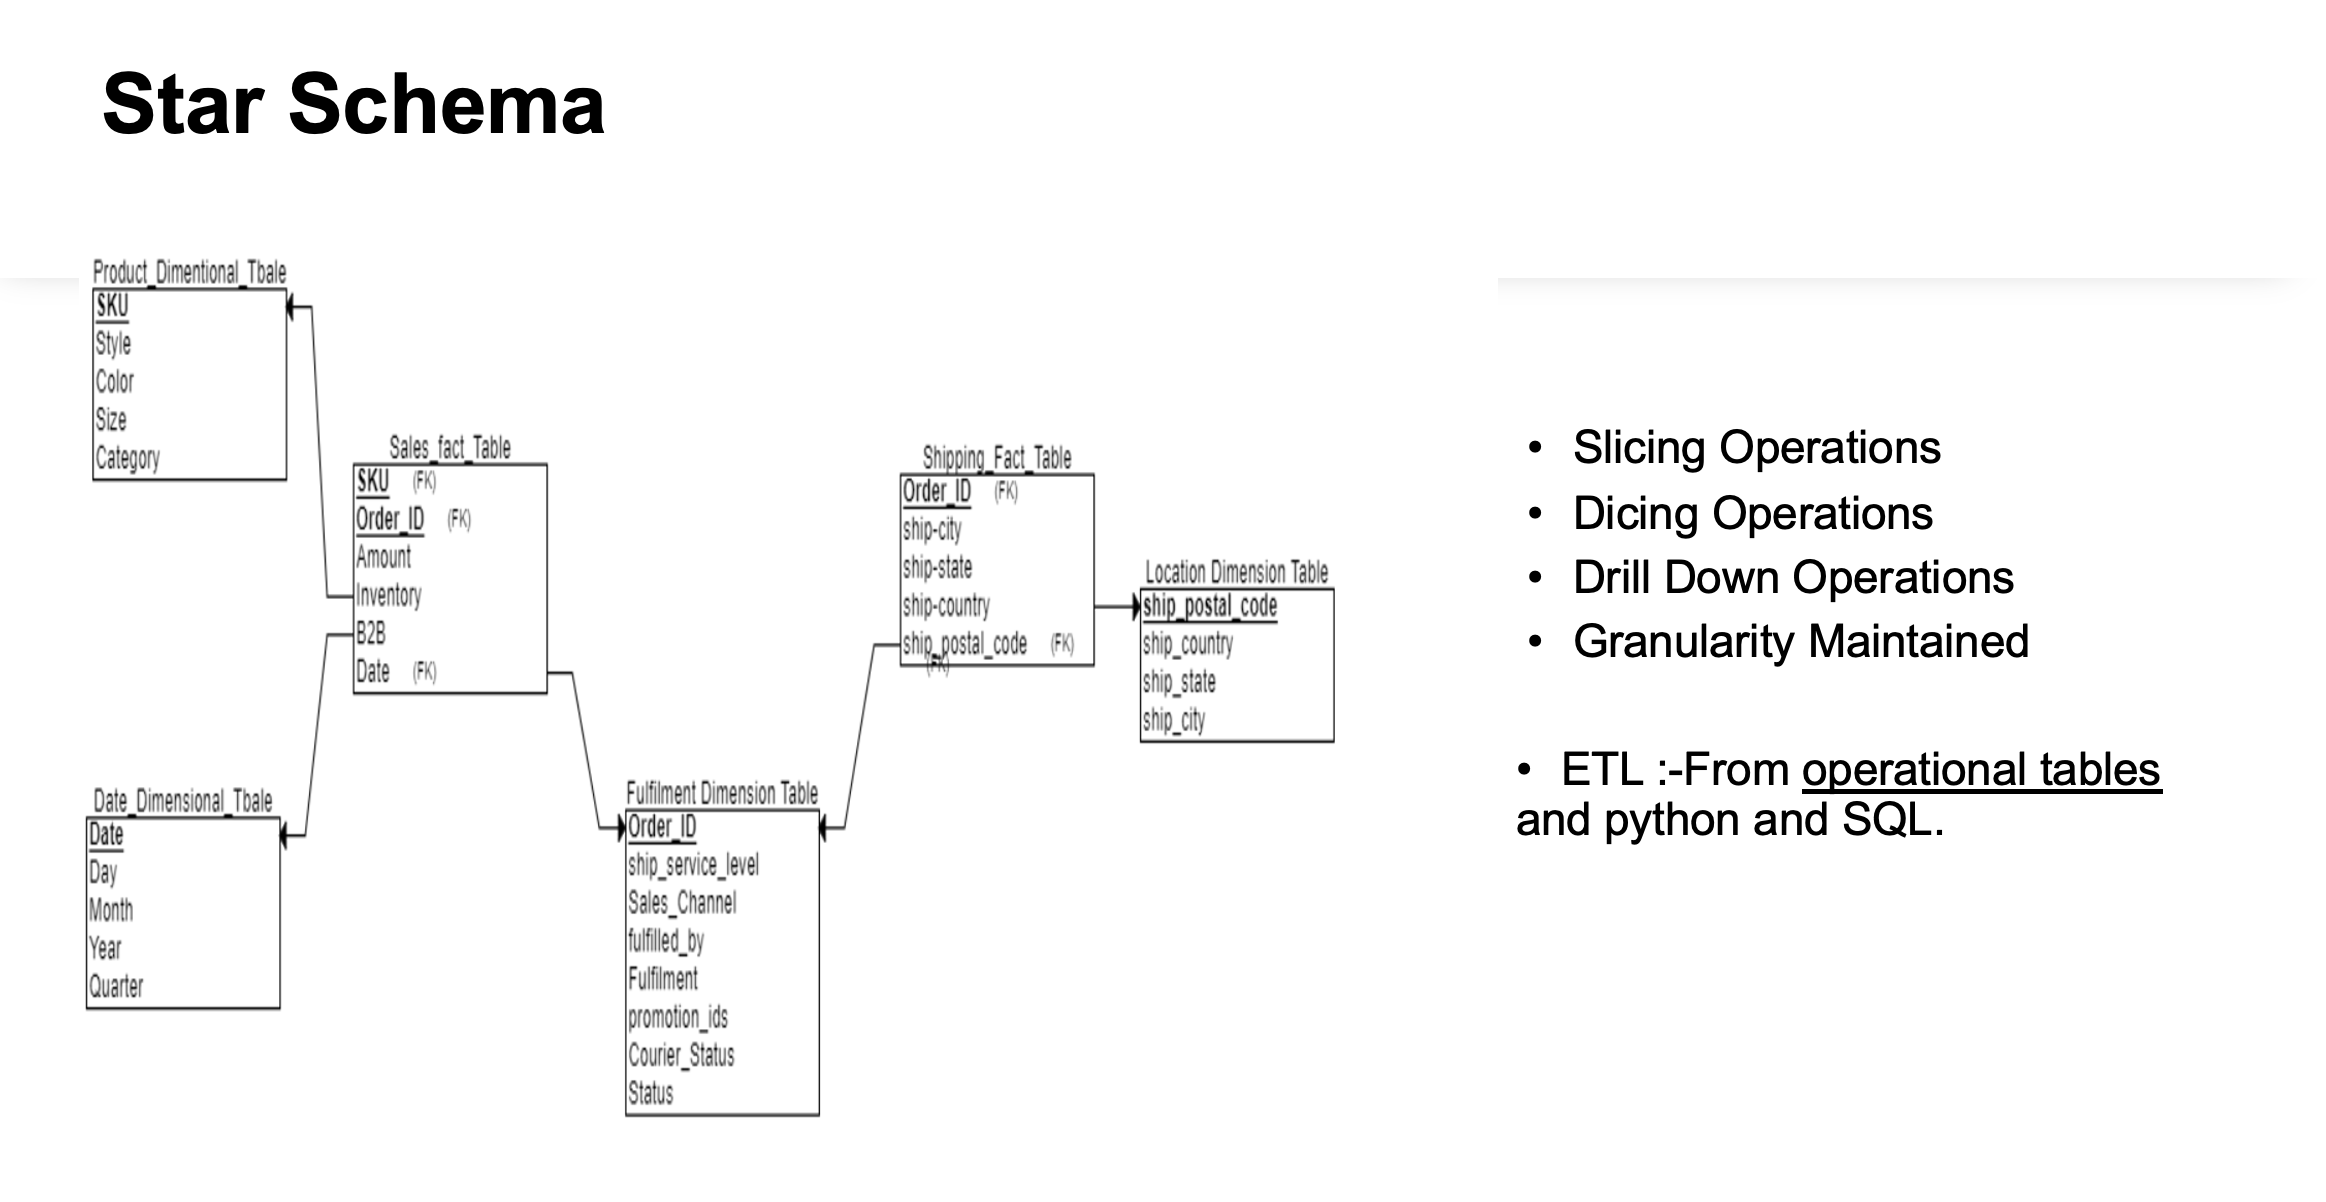 Star Schema
Product_Dimentional_Tbale
SKU
Style
Color
Size
Category
Sales_fact_Table
SKU (FK)
Order_ID (FK)
Amount
Inventory
B2B
Date (FK)
Date_Dimensional_Tbale
Date
Day
Month
Year
Quarter
Fulfilment Dimension Table
Order_ID
ship_service_level
Sales_Channel
fulfilled_by
Fulfilment
promotion_ids
Courier_Status
Status
Shipping_Fact_Table
Order_ID (FK)
ship-city
ship-state
ship-country
ship_postal_code (FK)
(FK)
Location Dimension Table
ship_postal_code
ship_country
ship_state
ship_city
• Slicing Operations
• Dicing Operations
• Drill Down Operations
• Granularity Maintained
• ETL :-From operational tables
and python and SQL.